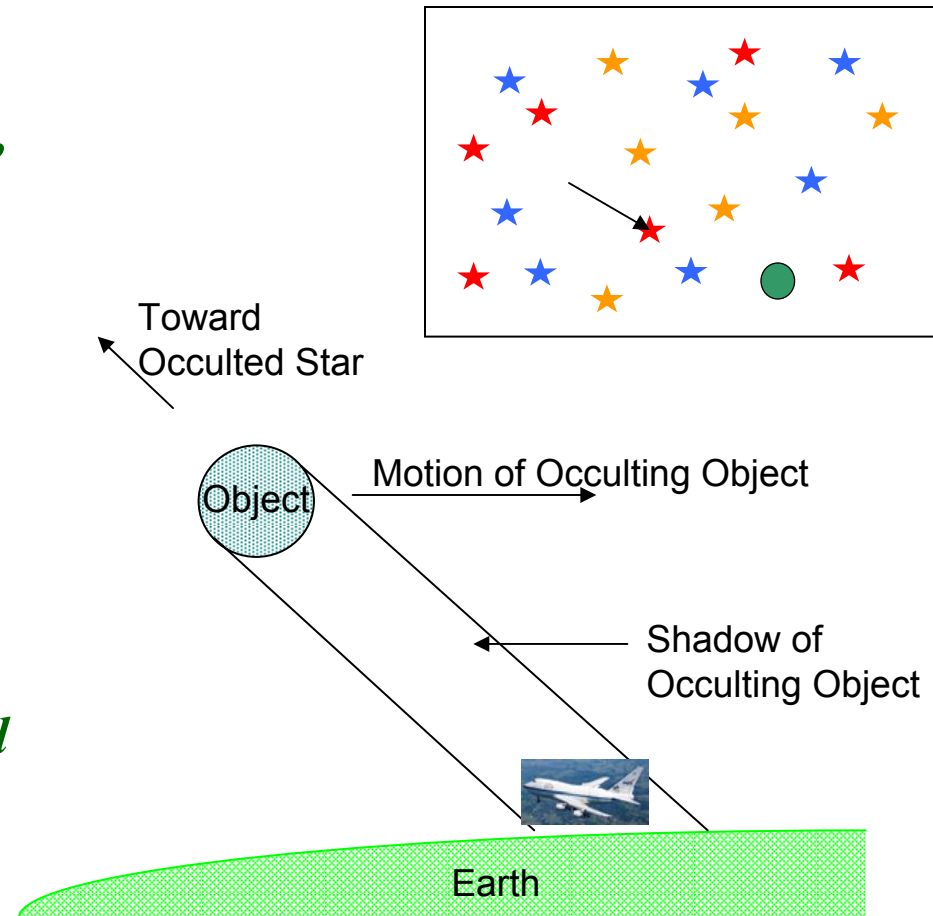 Toward
Occulted Star
Object
Motion of Occulting Object
Shadow of
Occulting Object
Earth